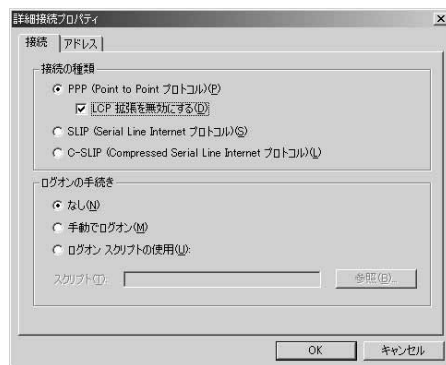 詳細接続プロパティ
接続 アドレス
接続の種類
PPP (Point to Point プロトコル)(P)
LCP 拡張を無効にする(D)
SLIP (Serial Line Internet プロトコル)(S)
C-SLIP (Compressed Serial Line Internet プロトコル)(L)
ログオンの手続き
なし(N)
手動でログオン(M)
ログオン スクリプトの使用(U):
スクリプト(T): 参照(B)...
OK キャンセル